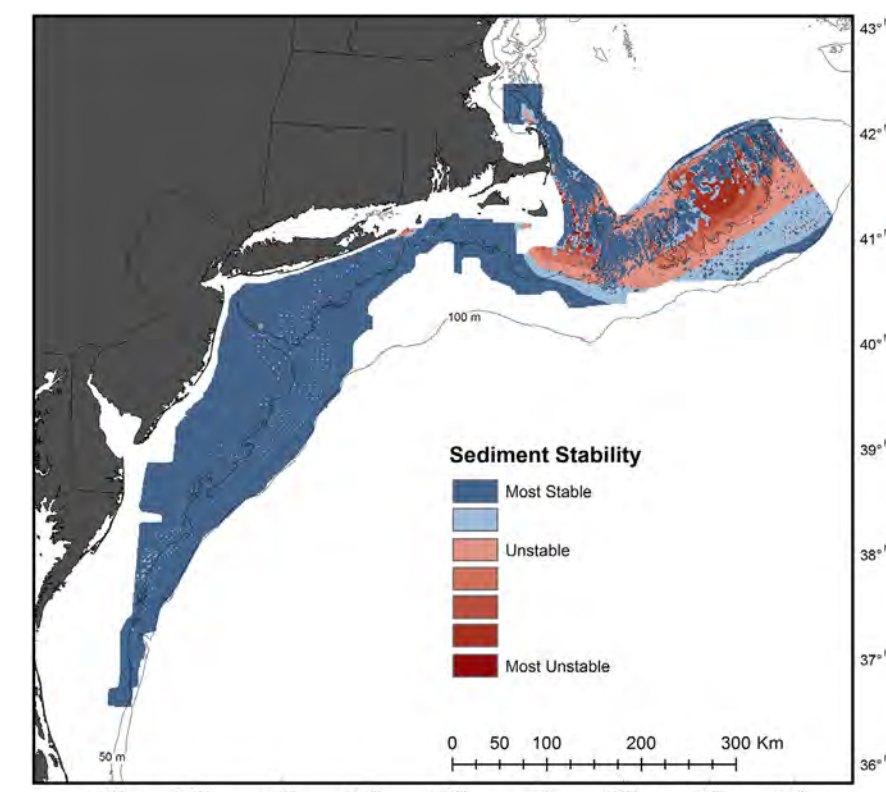 43°
42°
41°
100 m
40°
Sediment Stability
39°
Most Stable
Unstable
38°
Most Unstable
37°
0 50 100 200 300 Km
50 m
36°